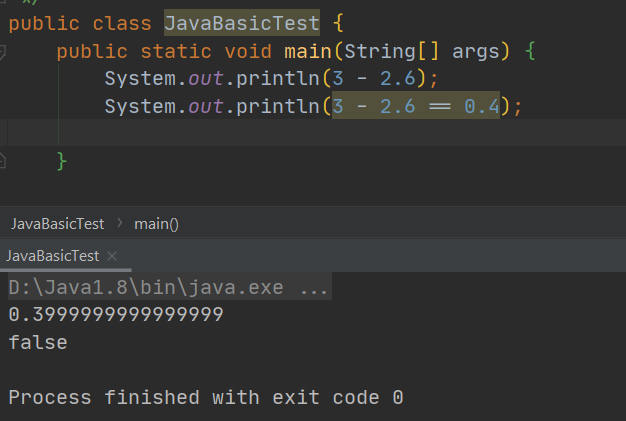 */
public class JavaBasicTest {
public static void main(String[] args) {
System.out.println(3 - 2.6);
System.out.println(3 - 2.6 == 0.4);
}
JavaBasicTest > main()
JavaBasicTest ×
D:\Java1.8\bin\java.exe ...
0.3999999999999999
false
Process finished with exit code 0